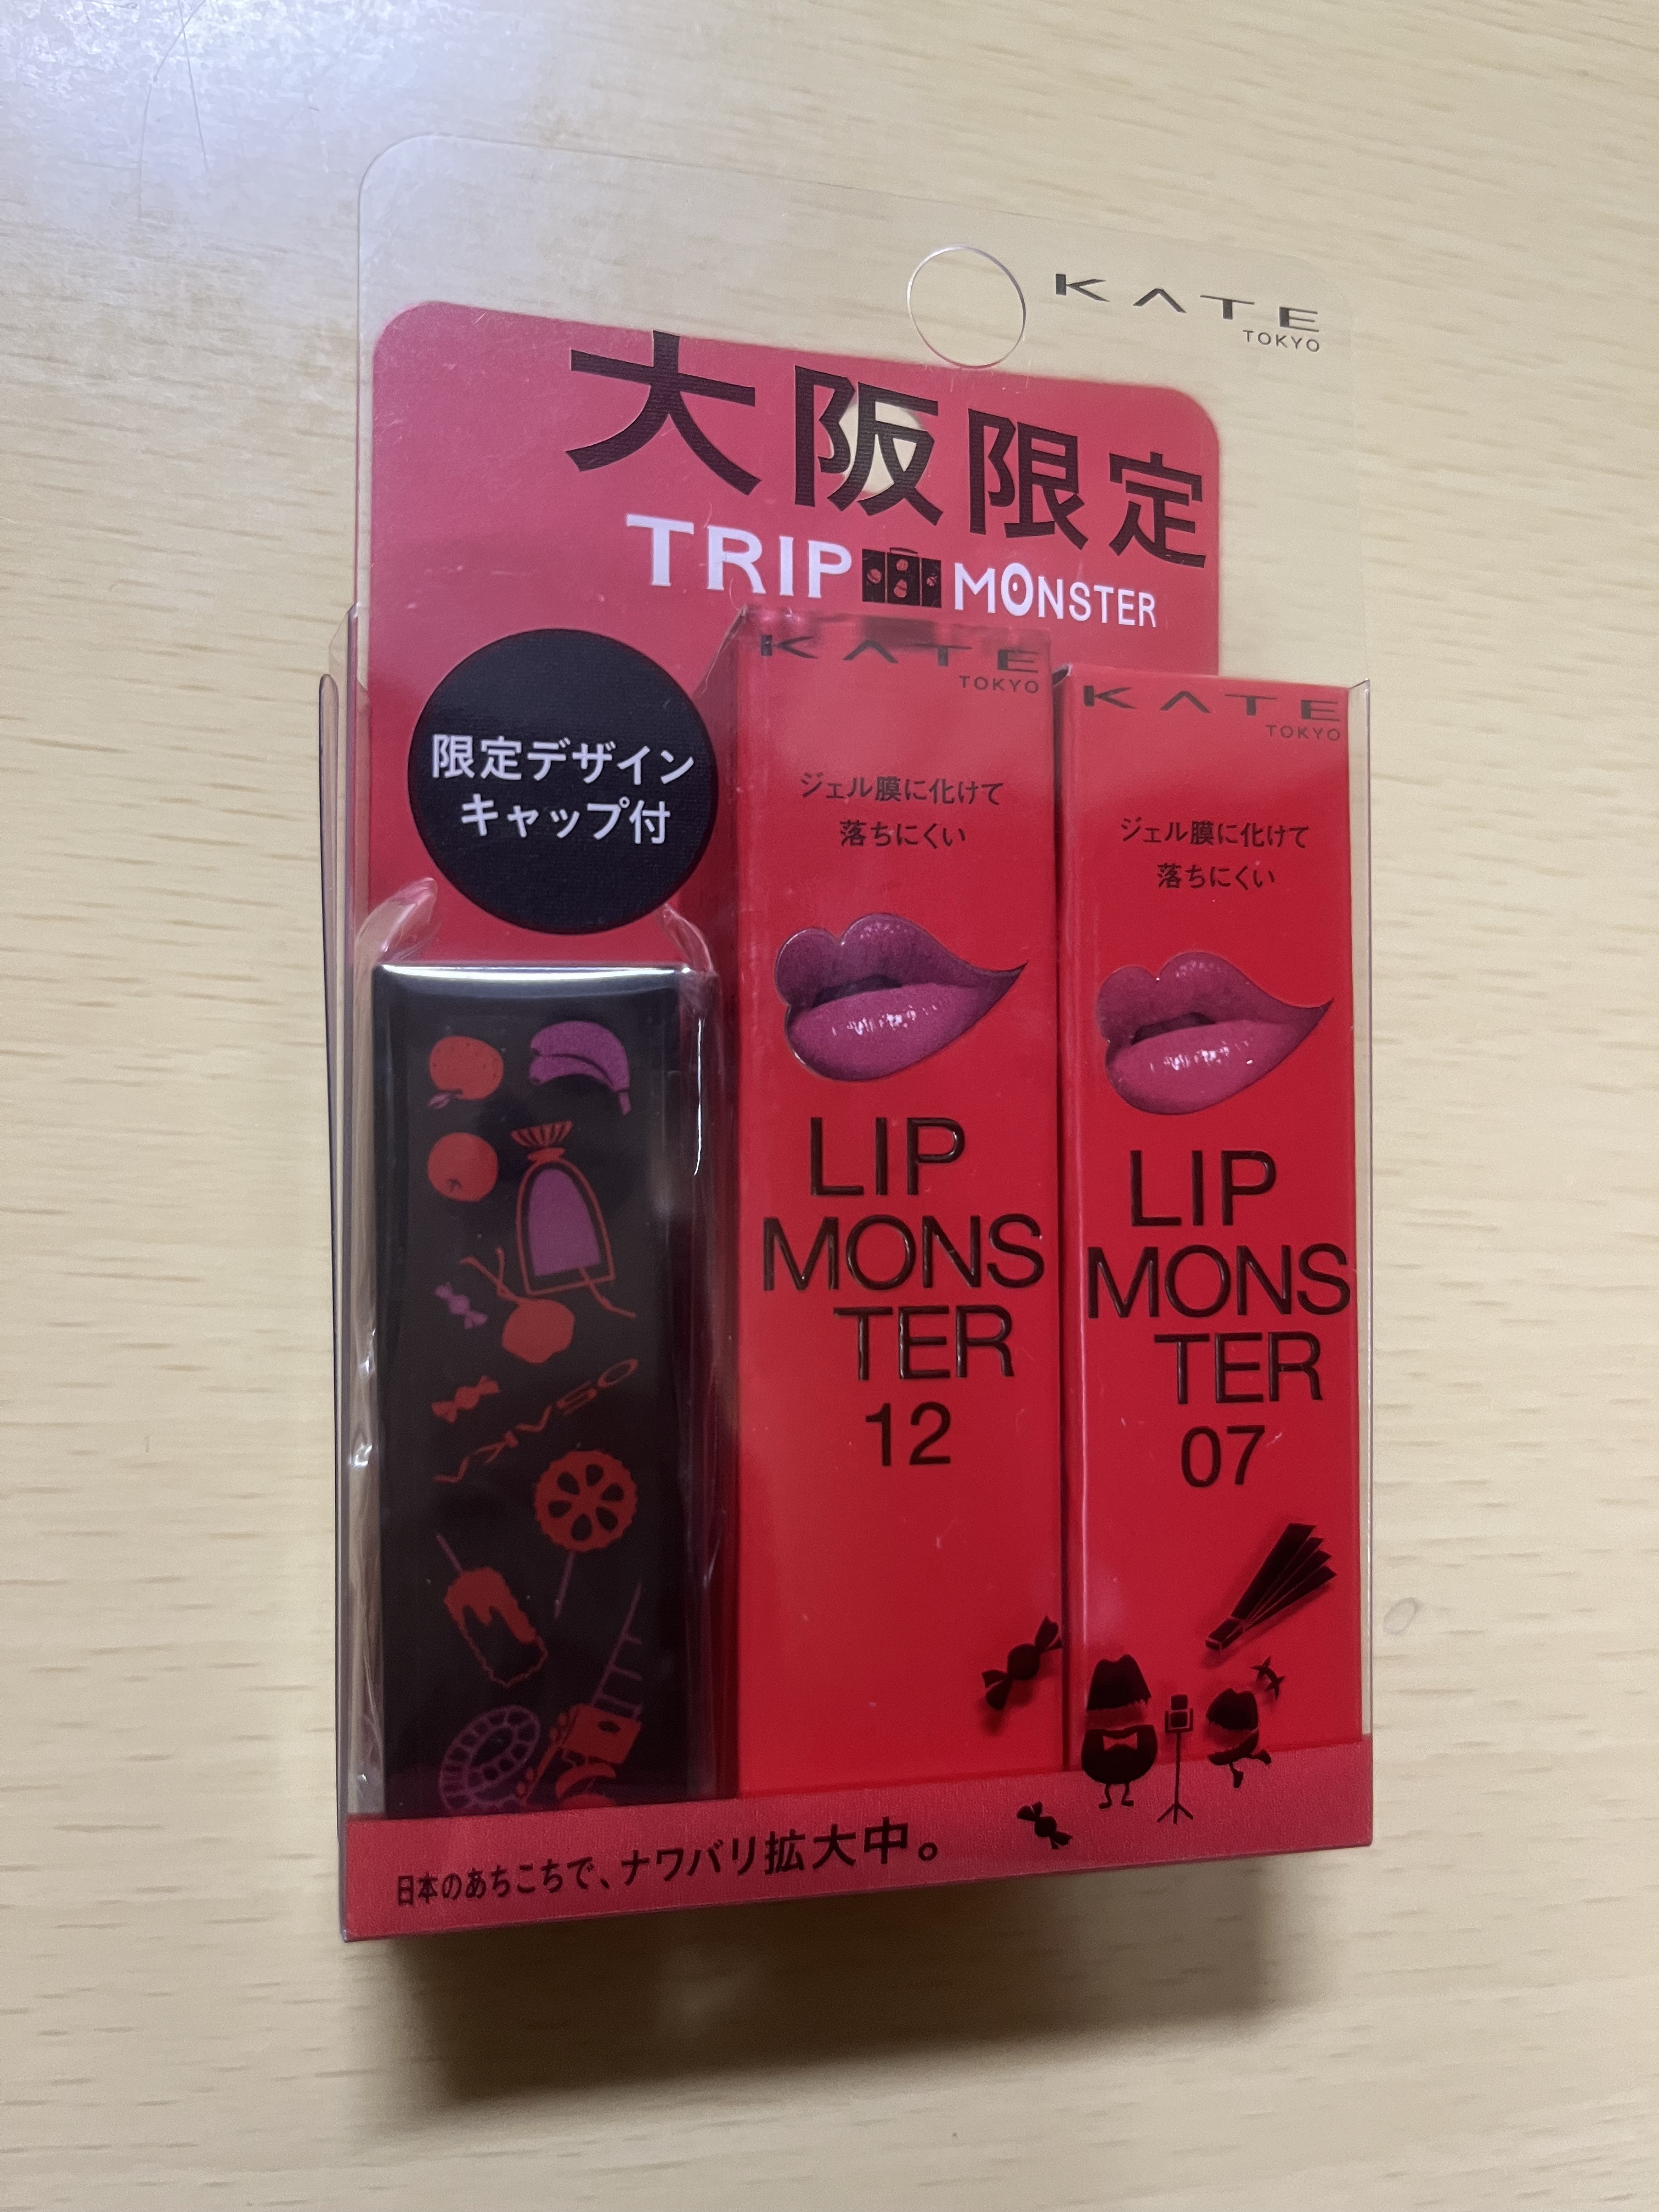 KATE
TOKYO
大阪限定
TRIP MONSTER
限定デザイン
キャップ付
KATE
TOKYO
ジェル膜に化けて
落ちにくい
LIP
MONS
TER
12
KATE
TOKYO
ジェル膜に化けて
落ちにくい
LIP
MONS
TER
07
日本のあちこちで、ナワバリ拡大中。